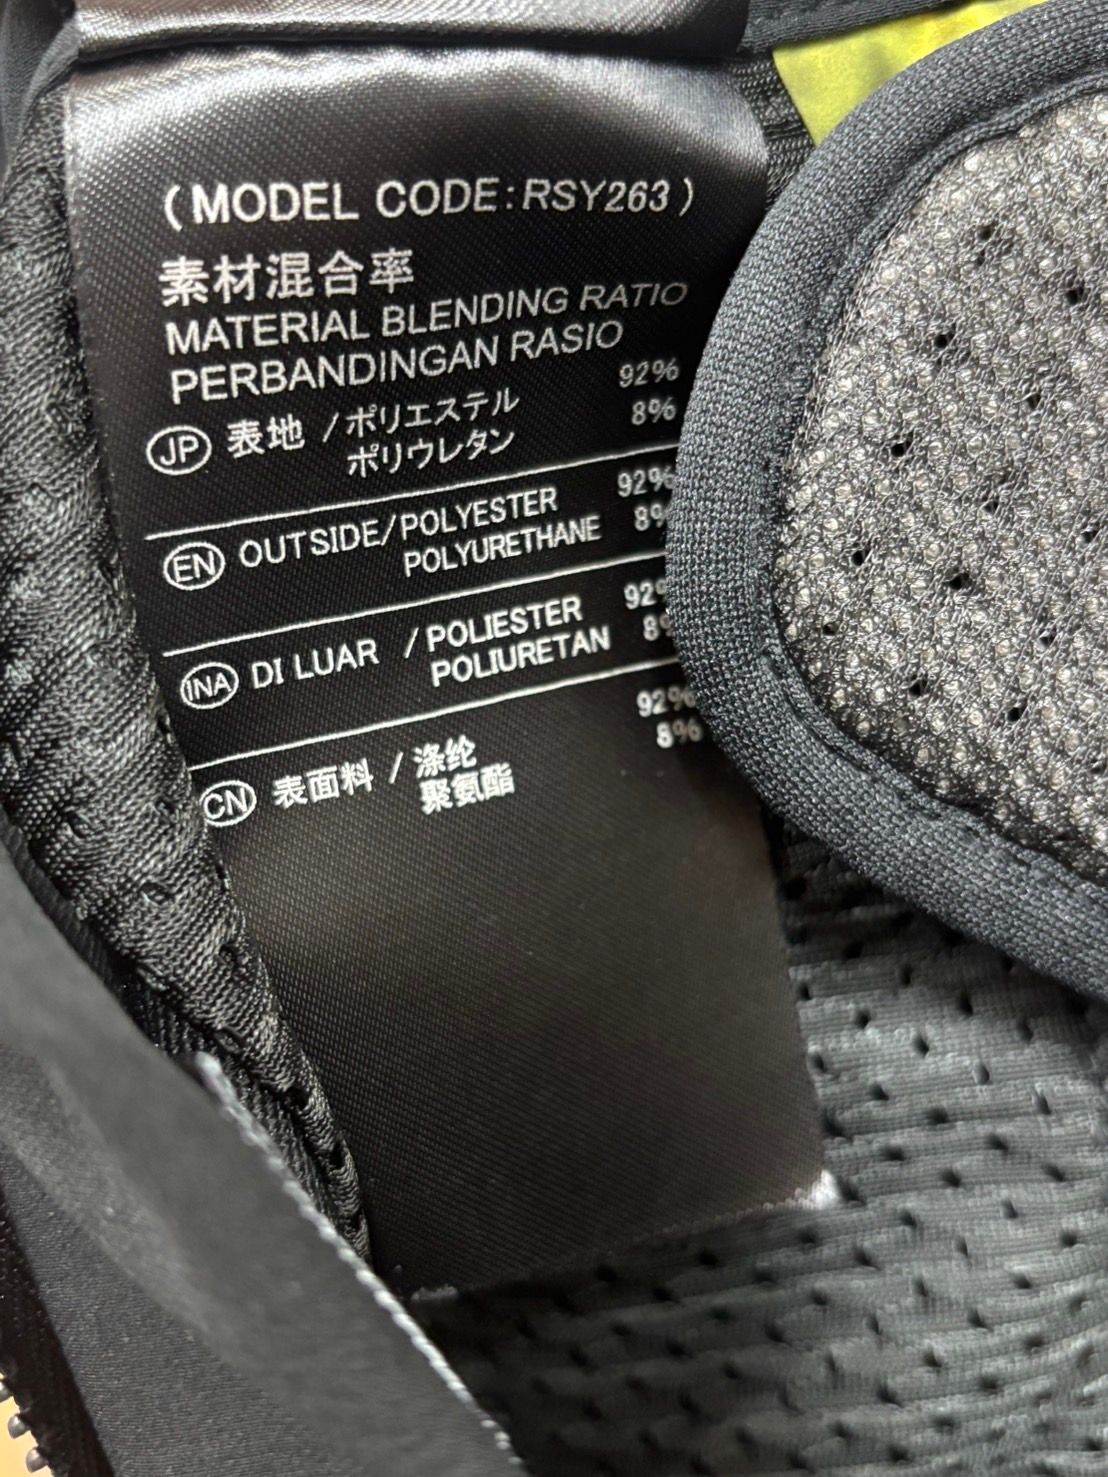 (MODEL CODE:RSY263)
素材混合率
MATERIAL BLENDING RATIO
PERBANDINGAN RASIO
JP 表地 /ポリエステル 92%
ポリウレタン 8%
EN OUTSIDE/POLYESTER 92%
POLYURETHANE 8%
INA DI LUAR /POLIESTER 92%
POLIURETAN 8%
CN 表面料 /涤纶 92%
聚氨酯 8%